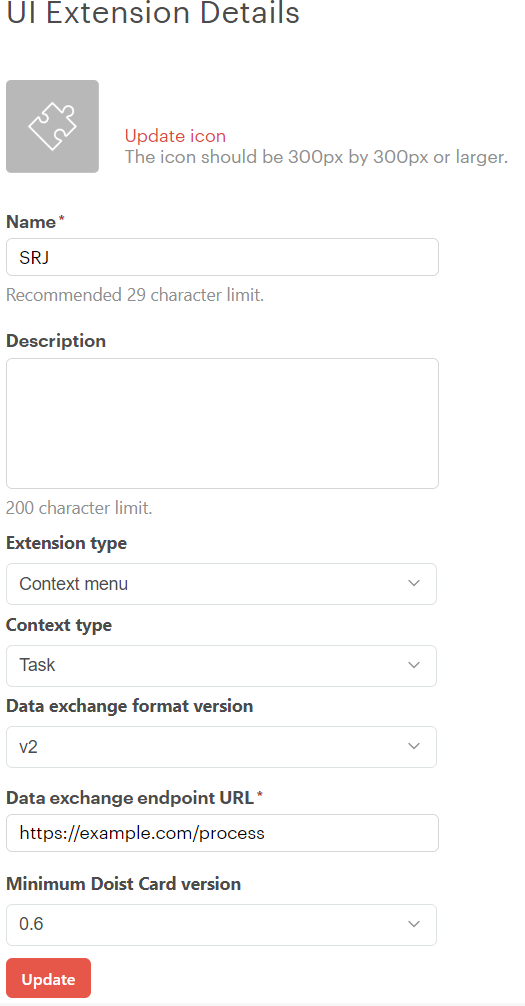 UI Extension Details
Update icon
The icon should be 300px by 300px or larger.
Name*
SRJ
Recommended 29 character limit.
Description
200 character limit.
Extension type
Context menu
Context type
Task
Data exchange format version
v2
Data exchange endpoint URL*
https://example.com/process
Minimum Doist Card version
0.6
Update